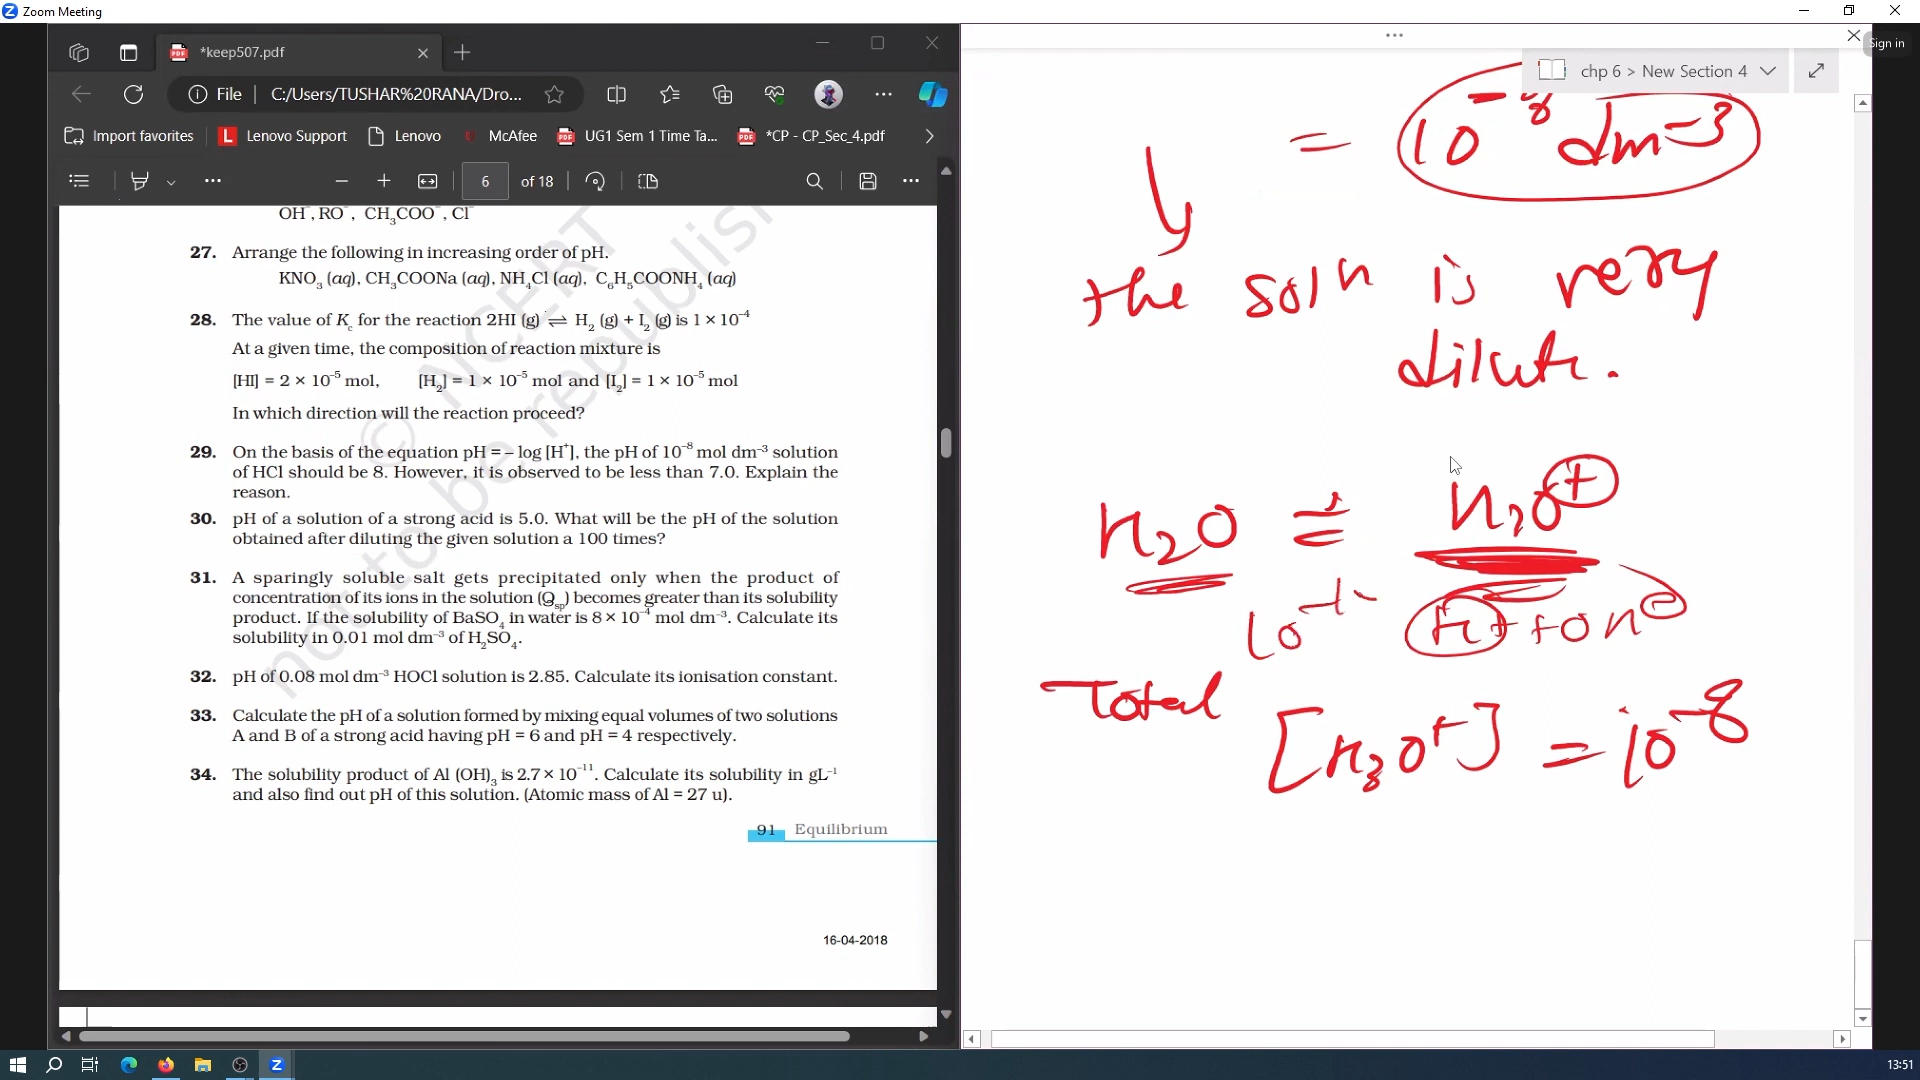 Zoom Meeting
*keep507.pdf
Sign in
File | C:/Users/TUSHAR%20RANA/Dro...
Import favorites Lenovo Support Lenovo McAfee UG1 Sem 1 Time Ta... *CP - CP_Sec_4.pdf
6 of 18
OH⁻, RO⁻, CH₃COO⁻, Cl⁻
27. Arrange the following in increasing order of pH.
KNO₃ (aq), CH₃COONa (aq), NH₄Cl (aq), C₆H₅COONH₄ (aq)
28. The value of Kc for the reaction 2HI (g) ⇌ H₂ (g) + I₂ (g) is 1 × 10⁻⁴
At a given time, the composition of reaction mixture is
[HI] = 2 × 10⁻⁵ mol, [H₂] = 1 × 10⁻⁵ mol and [I₂] = 1 × 10⁻⁵ mol
In which direction will the reaction proceed?
29. On the basis of the equation pH = – log [H⁺], the pH of 10⁻⁸ mol dm⁻³ solution
of HCl should be 8. However, it is observed to be less than 7.0. Explain the
reason.
30. pH of a solution of a strong acid is 5.0. What will be the pH of the solution
obtained after diluting the given solution a 100 times?
31. A sparingly soluble salt gets precipitated only when the product of
concentration of its ions in the solution (Qsp) becomes greater than its solubility
product. If the solubility of BaSO₄ in water is 8 × 10⁻⁴ mol dm⁻³. Calculate its
solubility in 0.01 mol dm⁻³ of H₂SO₄.
32. pH of 0.08 mol dm⁻³ HOCl solution is 2.85. Calculate its ionisation constant.
33. Calculate the pH of a solution formed by mixing equal volumes of two solutions
A and B of a strong acid having pH = 6 and pH = 4 respectively.
34. The solubility product of Al (OH)₃ is 2.7 × 10⁻¹¹. Calculate its solubility in gL⁻¹
and also find out pH of this solution. (Atomic mass of Al = 27 u).
91 Equilibrium
16-04-2018
© NCERT
not to be republis
chp 6 > New Section 4
= 10⁻⁸ dm⁻³
the solⁿ is very
dilute.
H₂O ⇌ H₃O⁺
H⁺ + OH⁻
Total
[H₃O⁺] = 10⁻⁸
13:51